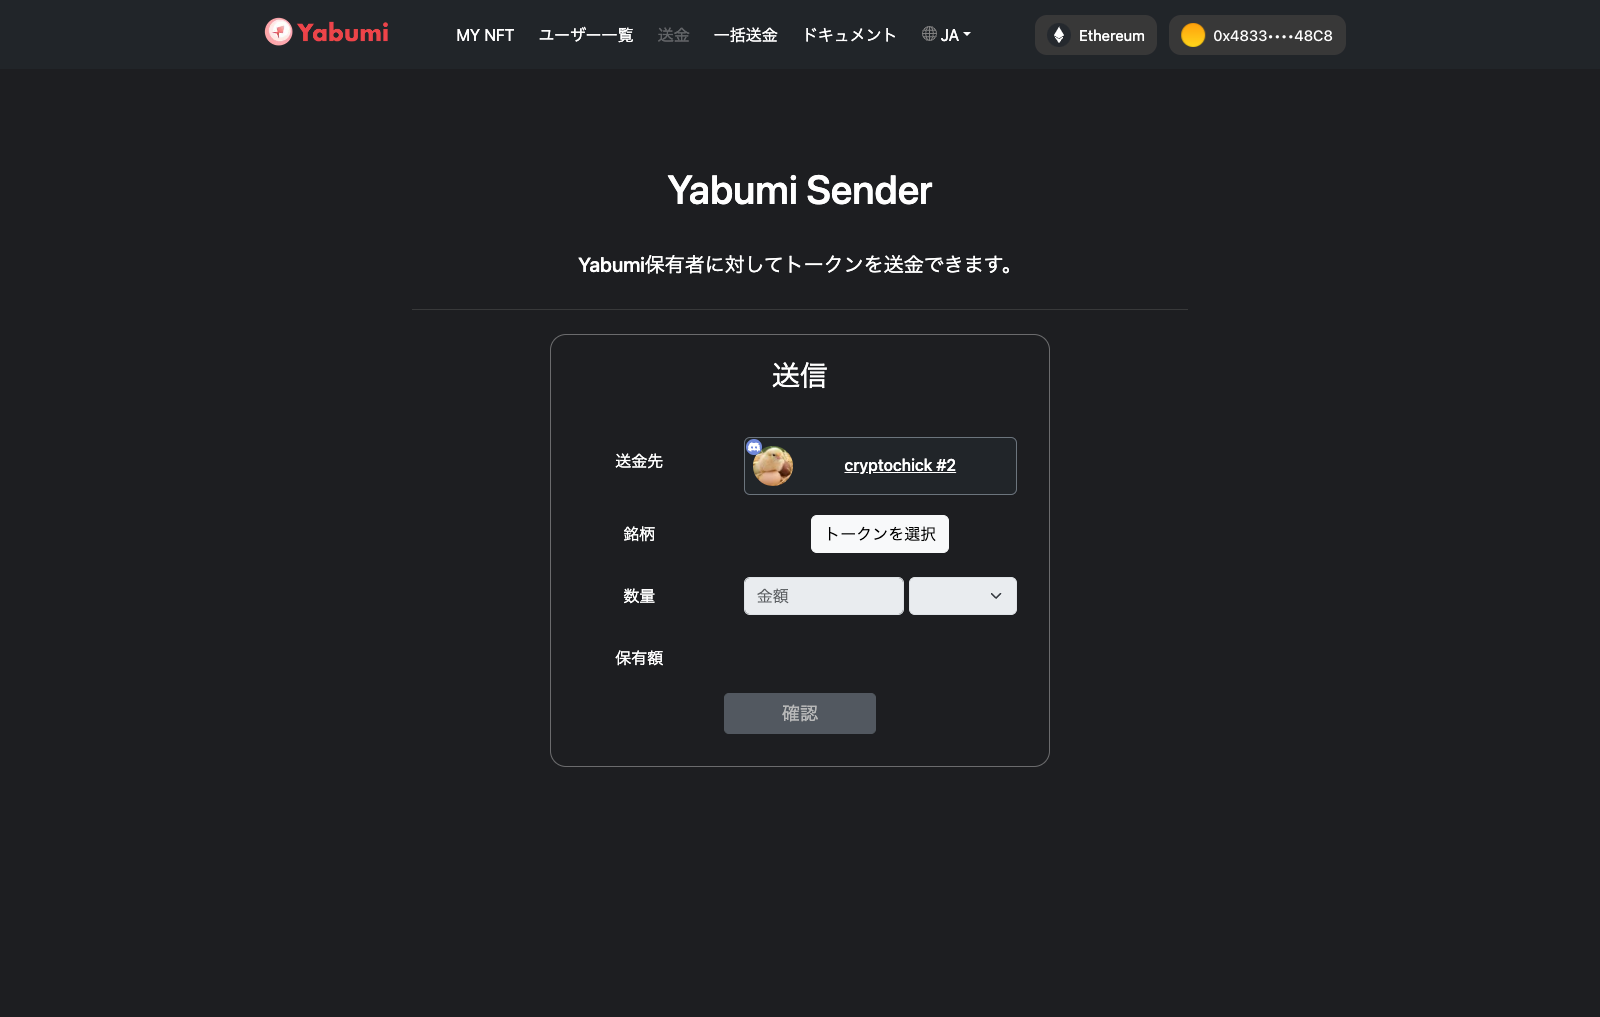 Yabumi
MY NFT ユーザー一覧 送金 一括送金 ドキュメント JA Ethereum 0x4833••••48C8
Yabumi Sender
Yabumi保有者に対してトークンを送金できます。
送信
送金先 cryptochick #2
銘柄 トークンを選択
数量 金額
保有額
確認